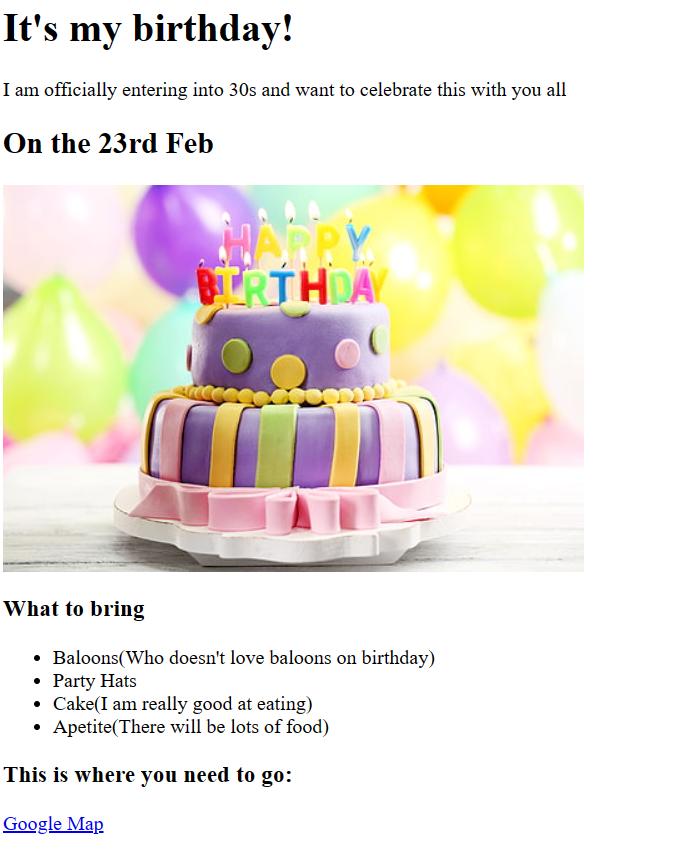 It's my birthday!
I am officially entering into 30s and want to celebrate this with you all
On the 23rd Feb
HAPPY
BIRTHDAY
What to bring
Baloons(Who doesn't love baloons on birthday)
Party Hats
Cake(I am really good at eating)
Apetite(There will be lots of food)
This is where you need to go:
Google Map